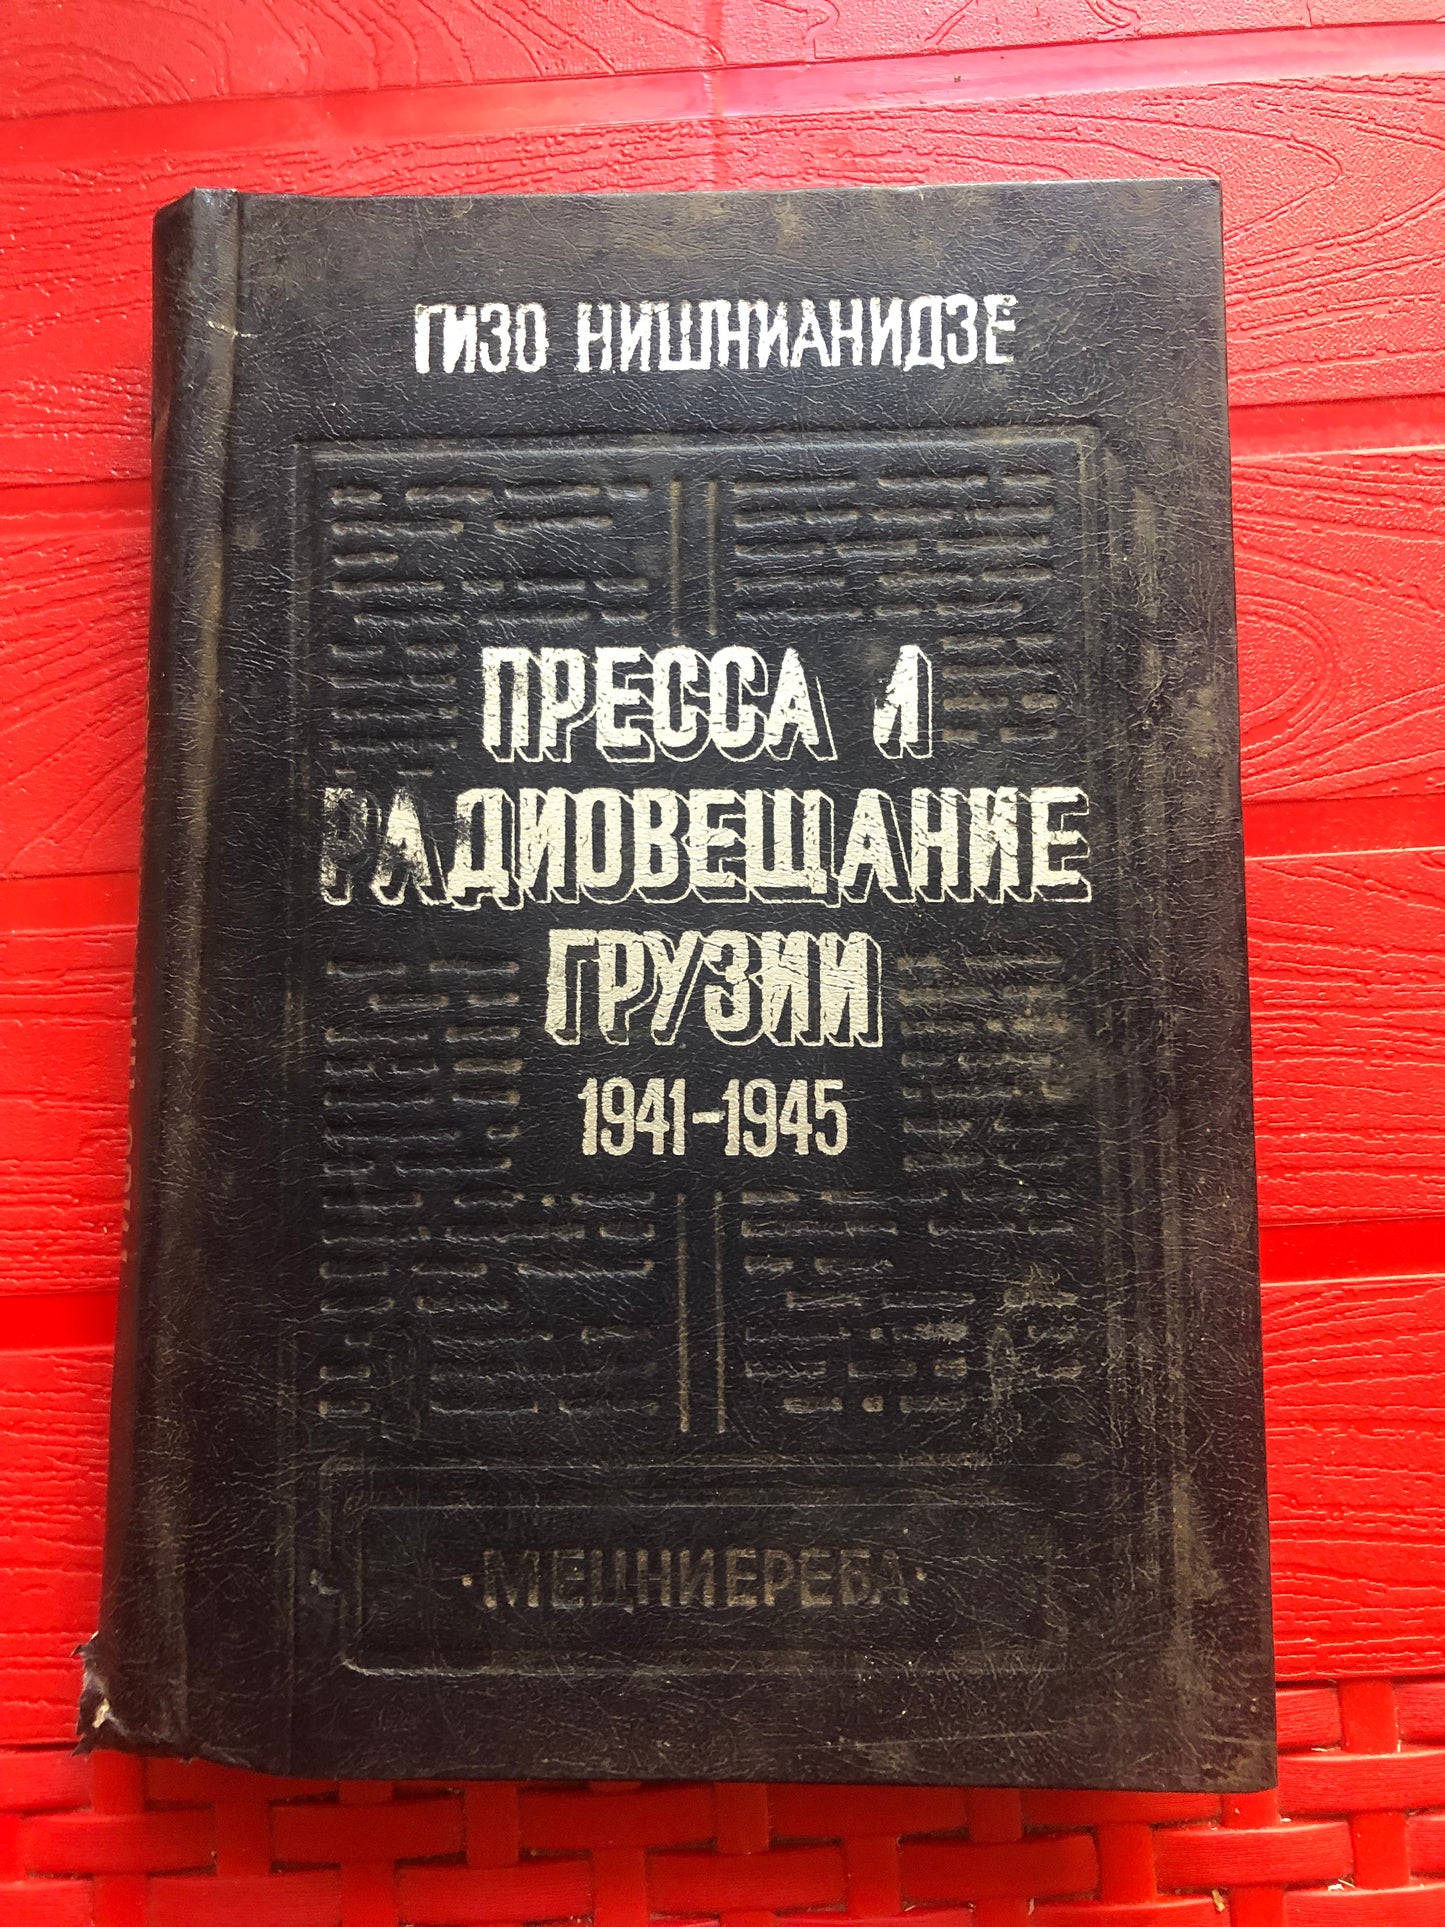 ГИЗО НИШНИАНИДЗЕ
ПРЕССА И
РАДИОВЕЩАНИЕ
ГРУЗИИ
1941-1945
·МЕЦНИЕРЕБА·